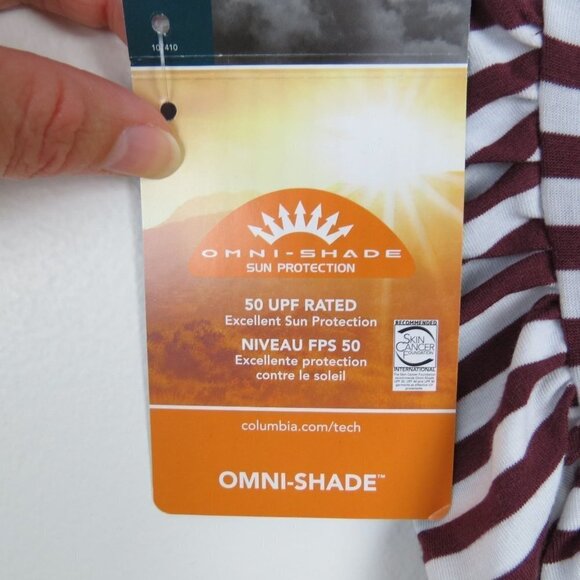 OMNI-SHADE
SUN PROTECTION
50 UPF RATED
Excellent Sun Protection
NIVEAU FPS 50
Excellente protection
contre le soleil
RECOMMENDED
SKIN
CANCER
FOUNDATION
INTERNATIONAL
columbia.com/tech
OMNI-SHADE™